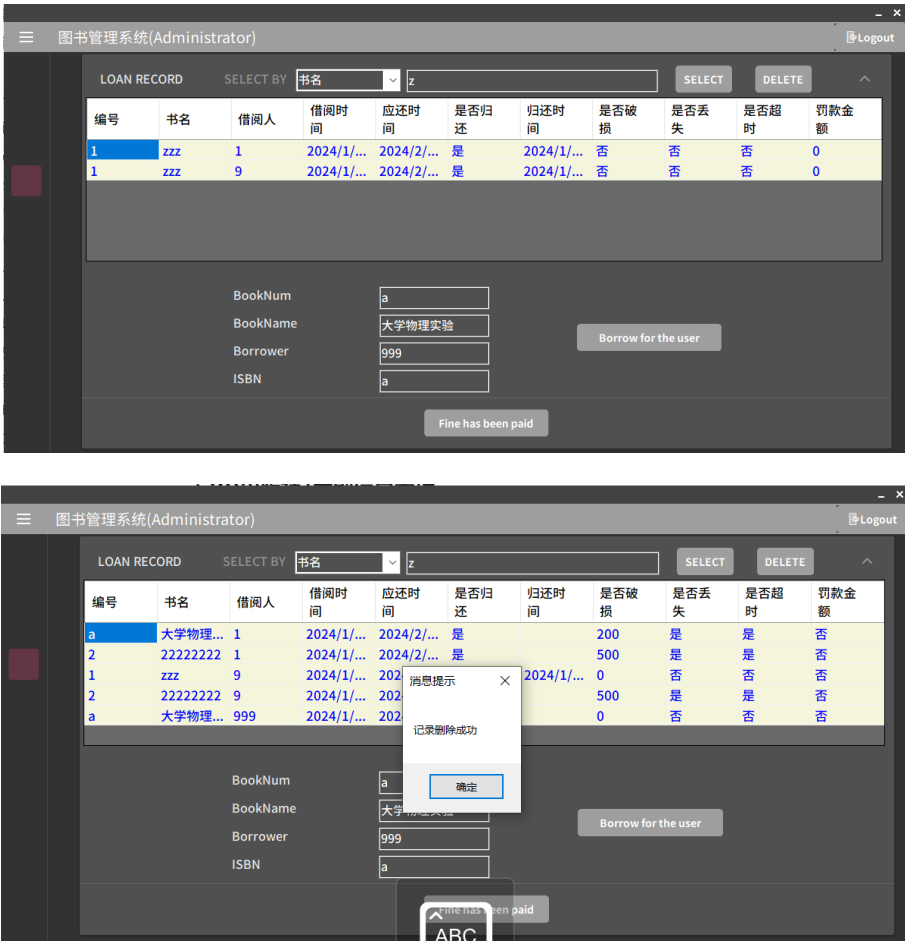 图书管理系统(Administrator) Logout
LOAN RECORD SELECT BY 书名 z SELECT DELETE
编号 书名 借阅人 借阅时间 应还时间 是否归还 归还时间 是否破损 是否丢失 是否超时 罚款金额
1 zzz 1 2024/1/... 2024/2/... 是 2024/1/... 否 否 否 0
1 zzz 9 2024/1/... 2024/2/... 是 2024/1/... 否 否 否 0
BookNum a
BookName 大学物理实验
Borrow for the user
Borrower 999
ISBN a
Fine has been paid
图书管理系统(Administrator) Logout
LOAN RECORD SELECT BY 书名 z SELECT DELETE
编号 书名 借阅人 借阅时间 应还时间 是否归还 归还时间 是否破损 是否丢失 是否超时 罚款金额
a 大学物理... 1 2024/1/... 2024/2/... 是 200 是 是 否
2 22222222 1 2024/1/... 2024/2/... 是 500 是 是 否
1 zzz 9 2024/1/... 202 2024/1/... 0 否 否 否
2 22222222 9 2024/1/... 202 500 是 是 否
a 大学物理... 999 2024/1/... 202 0 否 否 否
消息提示
记录删除成功
确定
BookNum a
BookName 大学
Borrow for the user
Borrower 999
ISBN a
Fine has been paid
ABC